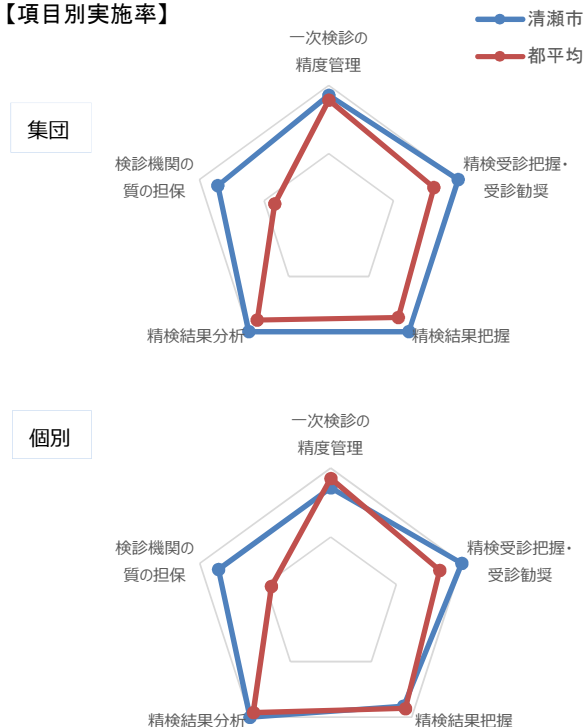 【項目別実施率】
清瀬市
都平均
集団
一次検診の
精度管理
精検受診把握・
受診勧奨
精検結果把握
精検結果分析
検診機関の
質の担保
個別
一次検診の
精度管理
精検受診把握・
受診勧奨
精検結果把握
精検結果分析
検診機関の
質の担保